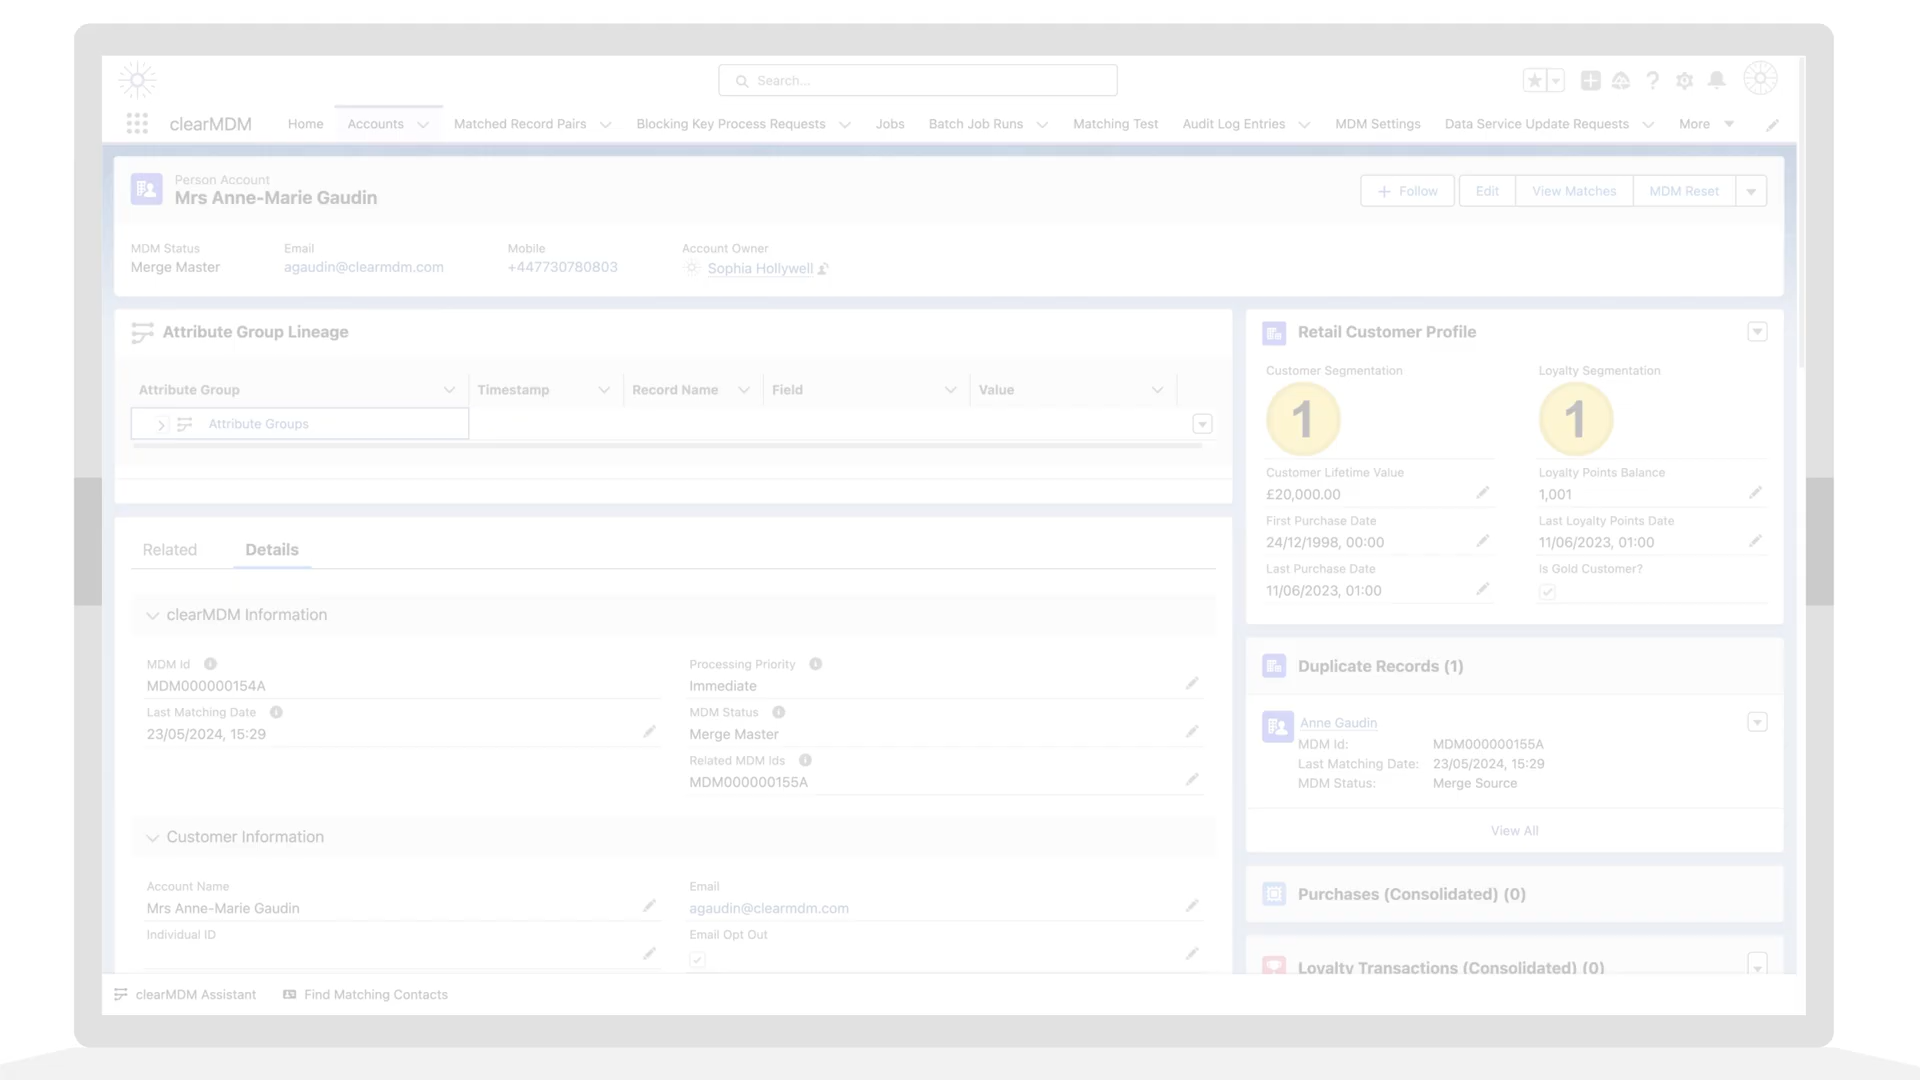 Search...
clearMDM
Home
Accounts
Matched Record Pairs
Blocking Key Process Requests
Jobs
Batch Job Runs
Matching Test
Audit Log Entries
MDM Settings
Data Service Update Requests
More
Person Account
Mrs Anne-Marie Gaudin
Follow
Edit
View Matches
MDM Reset
MDM Status
Merge Master
Email
agaudin@clearmdm.com
Mobile
+447730780803
Account Owner
Sophia Hollywell
Attribute Group Lineage
Attribute Group
Timestamp
Record Name
Field
Value
Attribute Groups
Related
Details
clearMDM Information
MDM Id
MDM000000154A
Processing Priority
Immediate
Last Matching Date
23/05/2024, 15:29
MDM Status
Merge Master
Related MDM Ids
MDM000000155A
Customer Information
Account Name
Mrs Anne-Marie Gaudin
Email
agaudin@clearmdm.com
Individual ID
Email Opt Out
Retail Customer Profile
Customer Segmentation
1
Loyalty Segmentation
1
Customer Lifetime Value
£20,000.00
Loyalty Points Balance
1,001
First Purchase Date
24/12/1998, 00:00
Last Loyalty Points Date
11/06/2023, 01:00
Last Purchase Date
11/06/2023, 01:00
Is Gold Customer?
Duplicate Records (1)
Anne Gaudin
MDM Id: MDM000000155A
Last Matching Date: 23/05/2024, 15:29
MDM Status: Merge Source
View All
Purchases (Consolidated) (0)
Loyalty Transactions (Consolidated) (0)
clearMDM Assistant
Find Matching Contacts